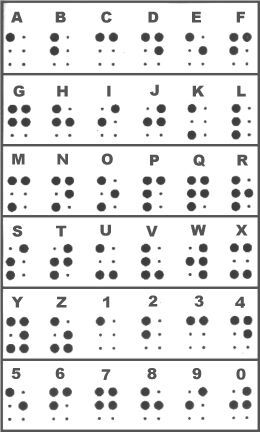 A B C D E F
G H I J K L
M N O P Q R
S T U V W X
Y Z 1 2 3 4
5 6 7 8 9 0